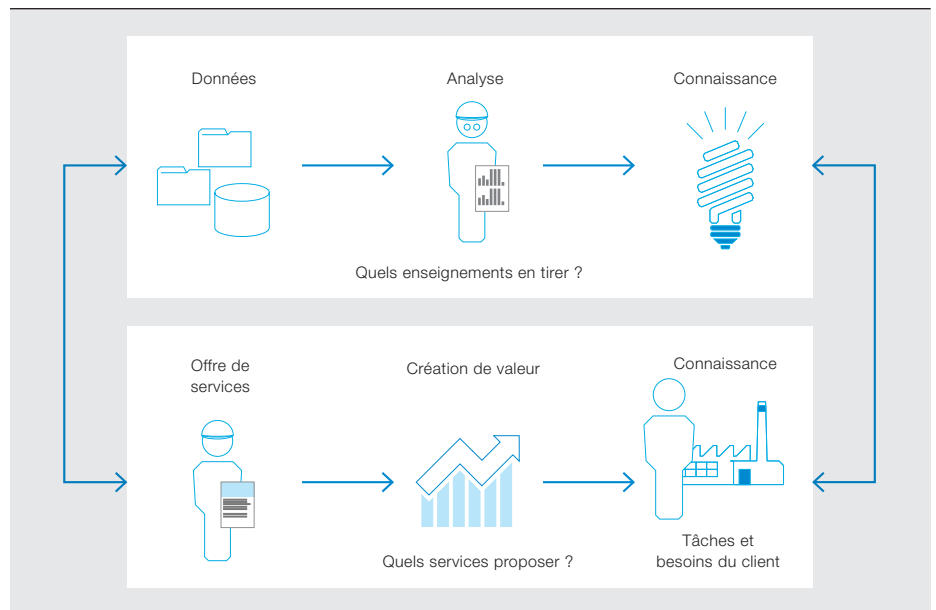 Données
Analyse
Connaissance
Quels enseignements en tirer ?
Offre de
services
Création de valeur
Connaissance
Quels services proposer ?
Tâches et
besoins du client